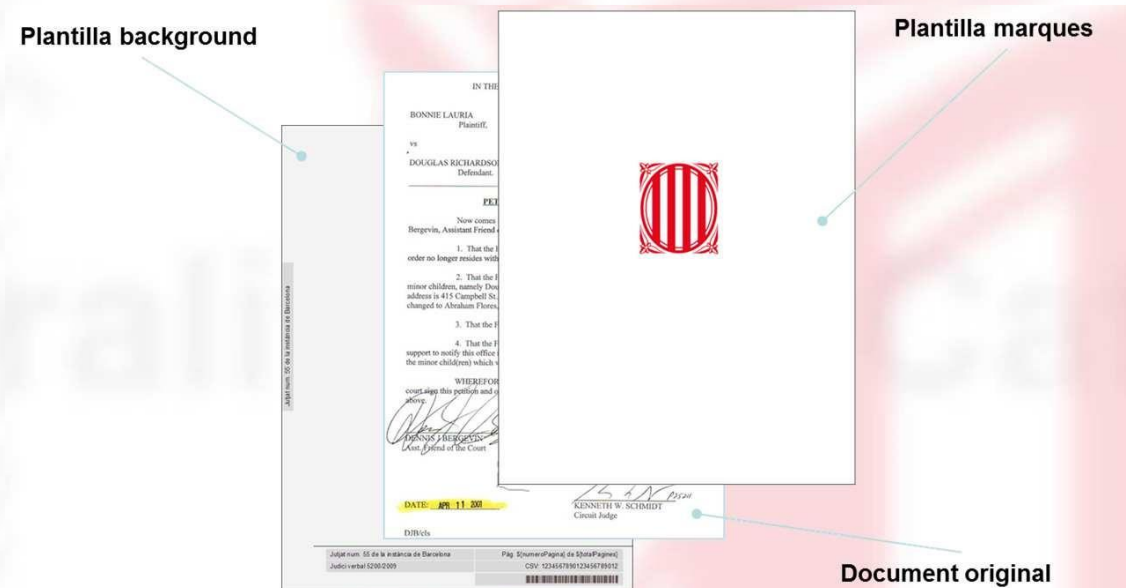 Plantilla background
Plantilla marques
IN THE
BONNIE LAURIA
Plaintiff,
vs
DOUGLAS RICHARDSO
Defendant.
PET
Now comes
Bergevin, Assistant Friend
1. That the
order no longer resides with
2. That the
minor children, namely Dou
address is 415 Campbell St.
changed to Abraham Flores,
3. That the
4. That the
support to notify this office
the minor child(ren) which
WHEREFOR
court sign this petition and
above.
DENNIS J BERGEVIN
Asst. Friend of the Court
DATE: APR 11 2001
KENNETH W. SCHMIDT
Circuit Judge
DJB/cls
Jutjat num. 55 de la instància de Barcelona
Jutjat num. 55 de la instància de Barcelona
Pàg. $(numeroPagina) de $(totalPagines)
Judici verbal 5200/2009
CSV: 1234567890123456789012
Document original